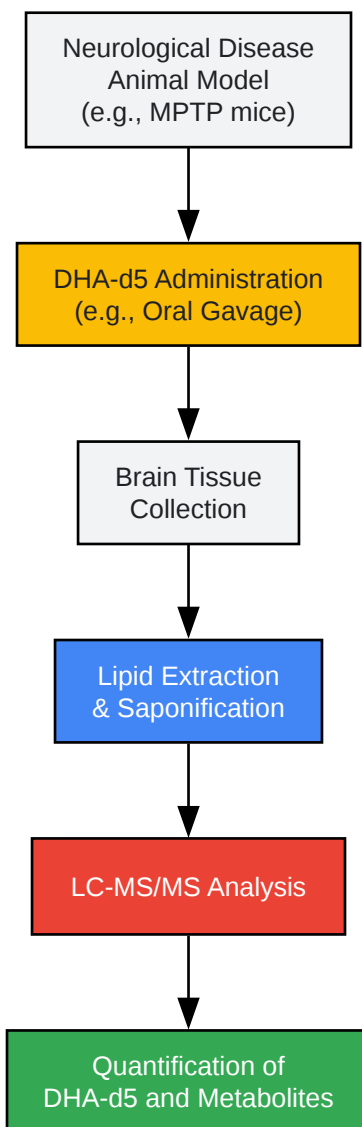 Neurological Disease
Animal Model
(e.g., MPTP mice)
DHA-d5 Administration
(e.g., Oral Gavage)
Brain Tissue
Collection
Lipid Extraction
& Saponification
LC-MS/MS Analysis
Quantification of
DHA-d5 and Metabolites